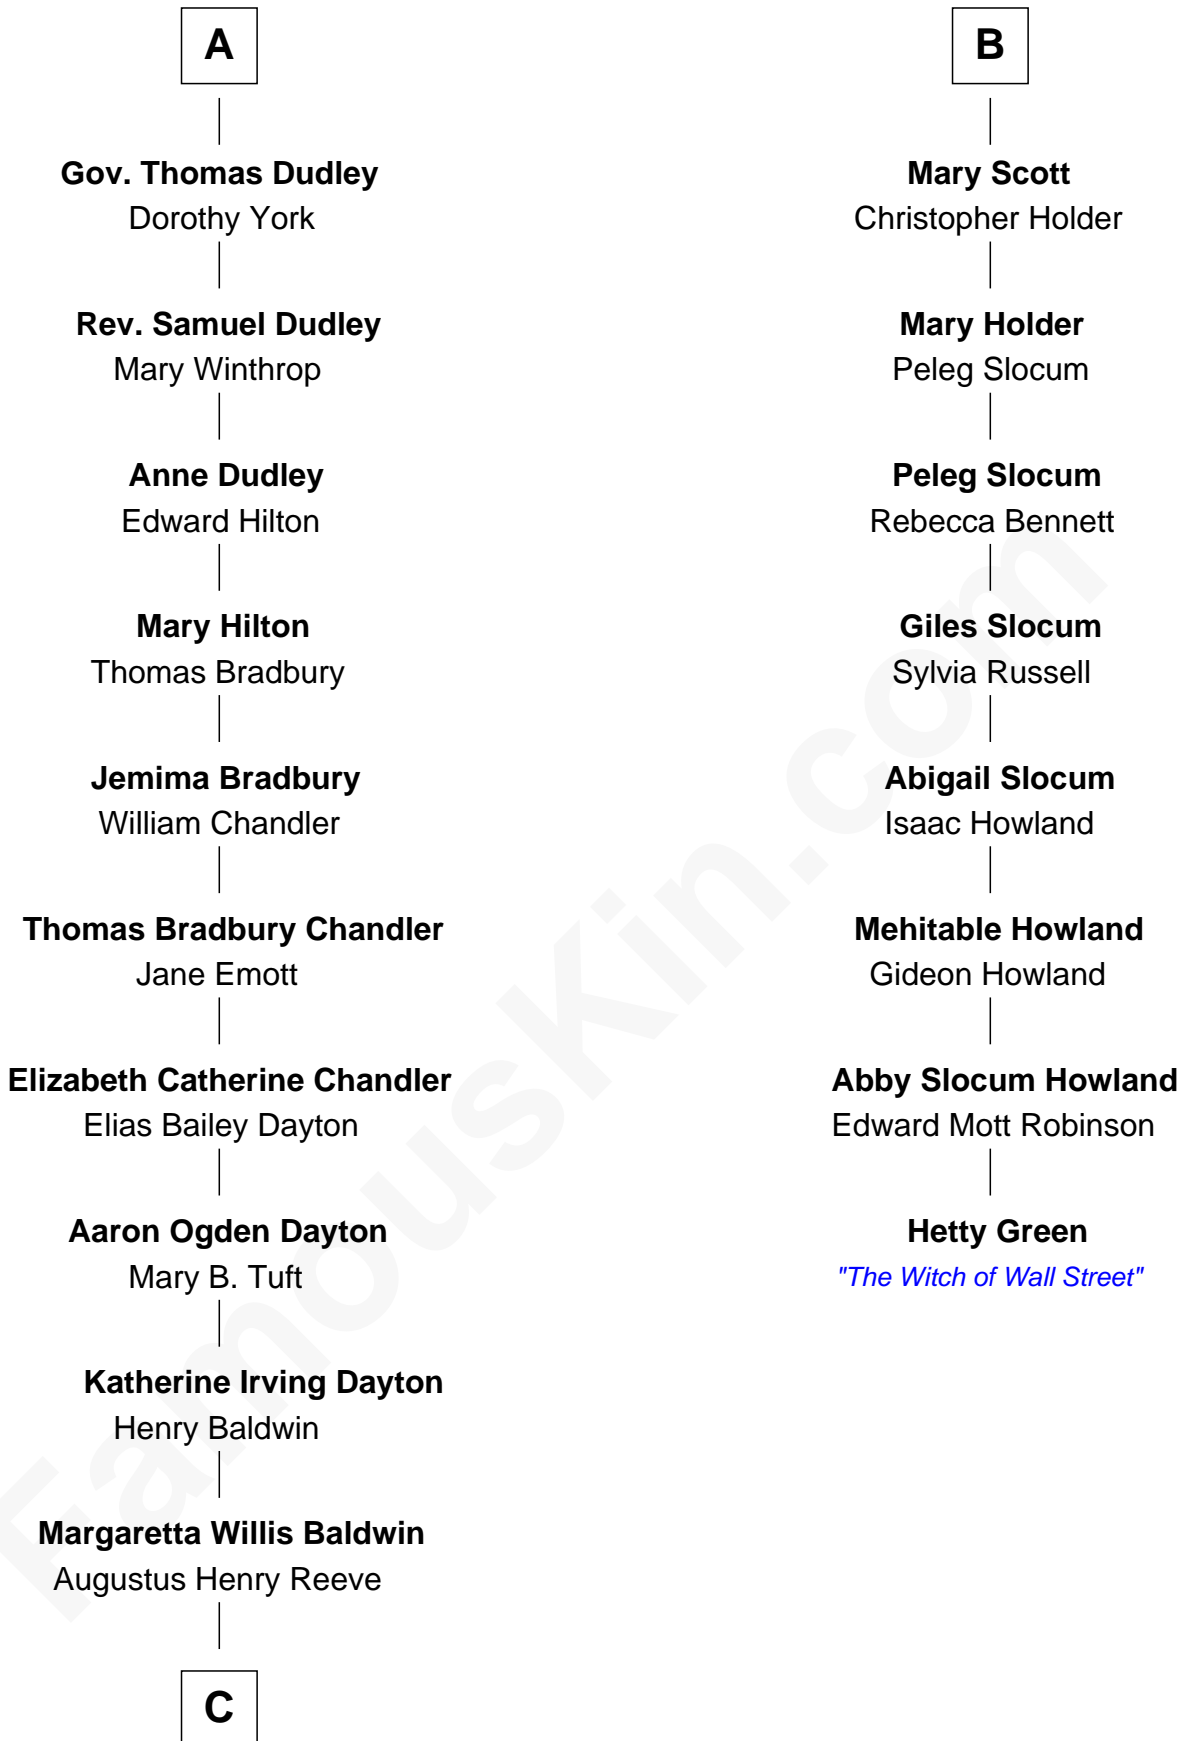 A
Gov. Thomas Dudley
Dorothy York
Rev. Samuel Dudley
Mary Winthrop
Anne Dudley
Edward Hilton
Mary Hilton
Thomas Bradbury
Jemima Bradbury
William Chandler
Thomas Bradbury Chandler
Jane Emott
Elizabeth Catherine Chandler
Elias Bailey Dayton
Aaron Ogden Dayton
Mary B. Tuft
Katherine Irving Dayton
Henry Baldwin
Margaretta Willis Baldwin
Augustus Henry Reeve
C
B
Mary Scott
Christopher Holder
Mary Holder
Peleg Slocum
Peleg Slocum
Rebecca Bennett
Giles Slocum
Sylvia Russell
Abigail Slocum
Isaac Howland
Mehitable Howland
Gideon Howland
Abby Slocum Howland
Edward Mott Robinson
Hetty Green
"The Witch of Wall Street"
FamousKin.com